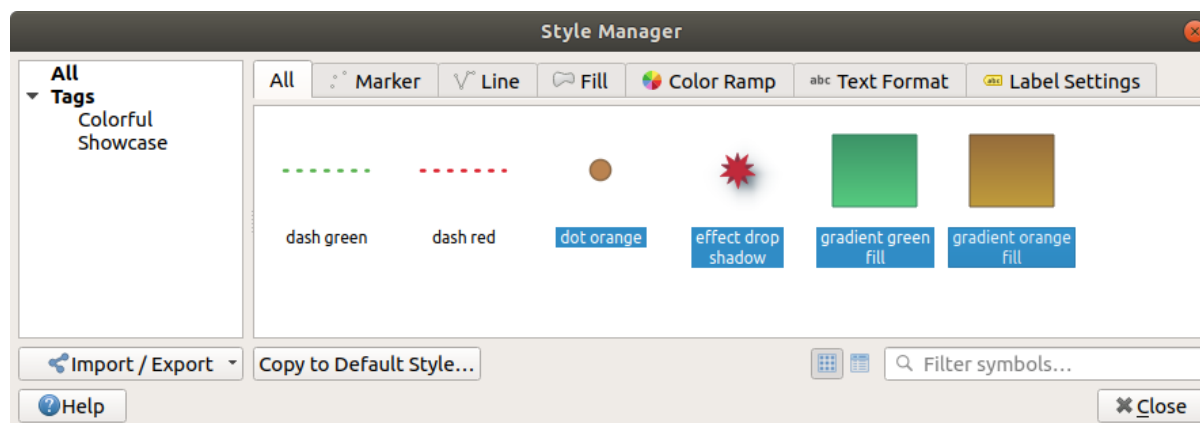 Style Manager
All
Tags
Colorful
Showcase
All
Marker
Line
Fill
Color Ramp
abc Text Format
abc Label Settings
dash green
dash red
dot orange
effect drop
shadow
gradient green
fill
gradient orange
fill
Import / Export
Copy to Default Style...
Filter symbols...
Help
Close